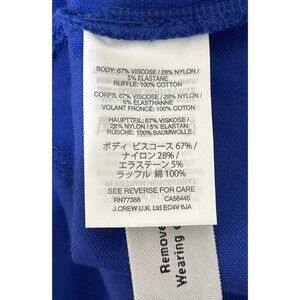 BODY: 67% VISCOSE / 28% NYLON /
5% ELASTANE
RUFFLE: 100% COTTON
CORPS: 67% VISCOSE / 28% NYLON /
5% ELASTHANNE
VOLANT FRONCÉ: 100% COTON
HAUPTTEIL: 67% VISKOSE /
28% NYLON / 5% ELASTAN
RÜSCHE: 100% BAUMWOLLE
ボディ ビスコース 67% /
ナイロン 28% /
エラステーン 5%
ラッフル 綿 100%
SEE REVERSE FOR CARE
RN77388 CA56445
J.CREW U.K. Ltd EC4V 6JA
Remove
Wearing